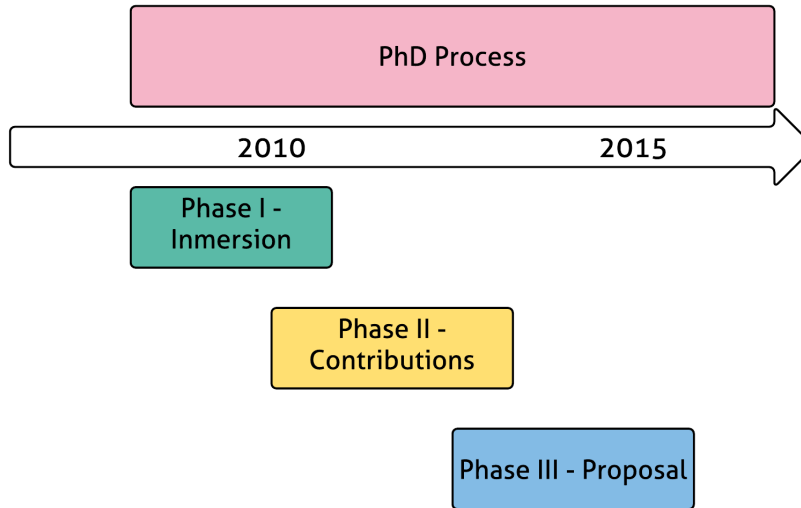 PhD Process
2010 2015
Phase I -
Inmersion
Phase II -
Contributions
Phase III - Proposal